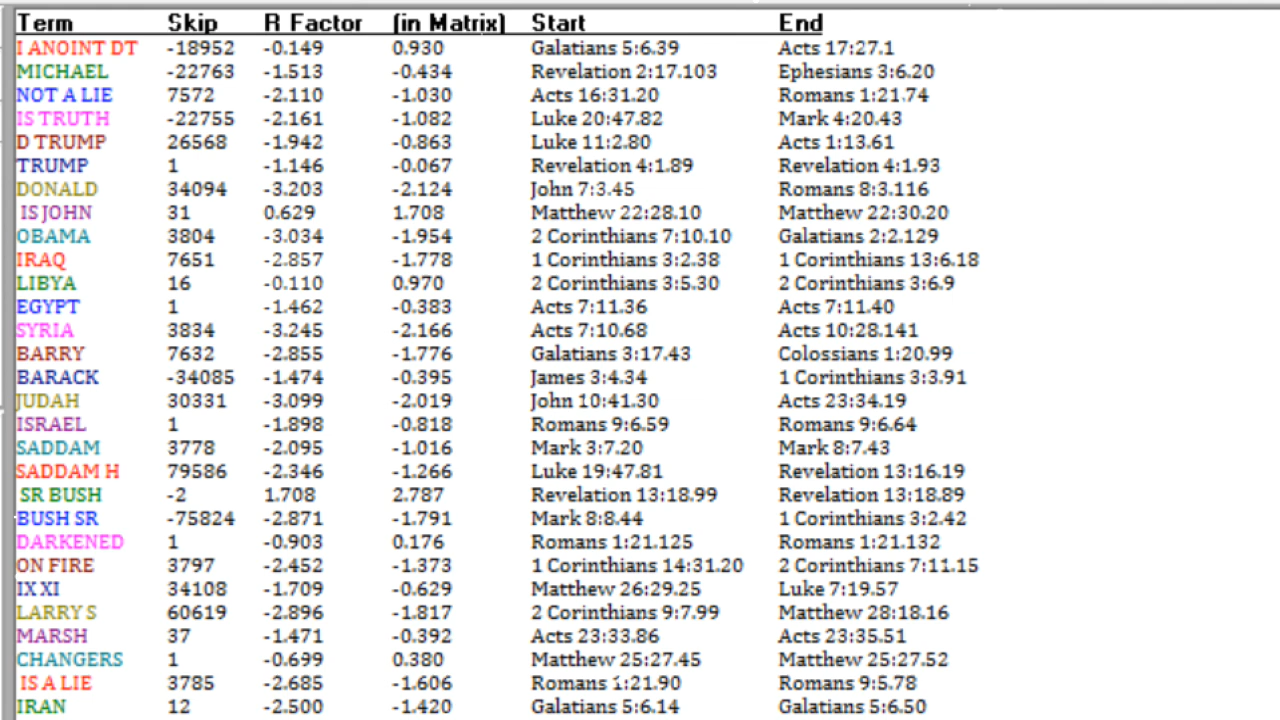 Term Skip R Factor (in Matrix) Start End
I ANOINT DT -18952 -0.149 0.930 Galatians 5:6.39 Acts 17:27.1
MICHAEL -22763 -1.513 -0.434 Revelation 2:17.103 Ephesians 3:6.20
NOT A LIE 7572 -2.110 -1.030 Acts 16:31.20 Romans 1:21.74
IS TRUTH -22755 -2.161 -1.082 Luke 20:47.82 Mark 4:20.43
D TRUMP 26568 -1.942 -0.863 Luke 11:2.80 Acts 1:13.61
TRUMP 1 -1.146 -0.067 Revelation 4:1.89 Revelation 4:1.93
DONALD 34094 -3.203 -2.124 John 7:3.45 Romans 8:3.116
IS JOHN 31 0.629 1.708 Matthew 22:28.10 Matthew 22:30.20
OBAMA 3804 -3.034 -1.954 2 Corinthians 7:10.10 Galatians 2:2.129
IRAQ 7651 -2.857 -1.778 1 Corinthians 3:2.38 1 Corinthians 13:6.18
LIBYA 16 -0.110 0.970 2 Corinthians 3:5.30 2 Corinthians 3:6.9
EGYPT 1 -1.462 -0.383 Acts 7:11.36 Acts 7:11.40
SYRIA 3834 -3.245 -2.166 Acts 7:10.68 Acts 10:28.141
BARRY 7632 -2.855 -1.776 Galatians 3:17.43 Colossians 1:20.99
BARACK -34085 -1.474 -0.395 James 3:4.34 1 Corinthians 3:3.91
JUDAH 30331 -3.099 -2.019 John 10:41.30 Acts 23:34.19
ISRAEL 1 -1.898 -0.818 Romans 9:6.59 Romans 9:6.64
SADDAM 3778 -2.095 -1.016 Mark 3:7.20 Mark 8:7.43
SADDAM H 79586 -2.346 -1.266 Luke 19:47.81 Revelation 13:16.19
SR BUSH -2 1.708 2.787 Revelation 13:18.99 Revelation 13:18.89
BUSH SR -75824 -2.871 -1.791 Mark 8:8.44 1 Corinthians 3:2.42
DARKENED 1 -0.903 0.176 Romans 1:21.125 Romans 1:21.132
ON FIRE 3797 -2.452 -1.373 1 Corinthians 14:31.20 2 Corinthians 7:11.15
IX XI 34108 -1.709 -0.629 Matthew 26:29.25 Luke 7:19.57
LARRY S 60619 -2.896 -1.817 2 Corinthians 9:7.99 Matthew 28:18.16
MARSH 37 -1.471 -0.392 Acts 23:33.86 Acts 23:35.51
CHANGERS 1 -0.699 0.380 Matthew 25:27.45 Matthew 25:27.52
IS A LIE 3785 -2.685 -1.606 Romans 1:21.90 Romans 9:5.78
IRAN 12 -2.500 -1.420 Galatians 5:6.14 Galatians 5:6.50